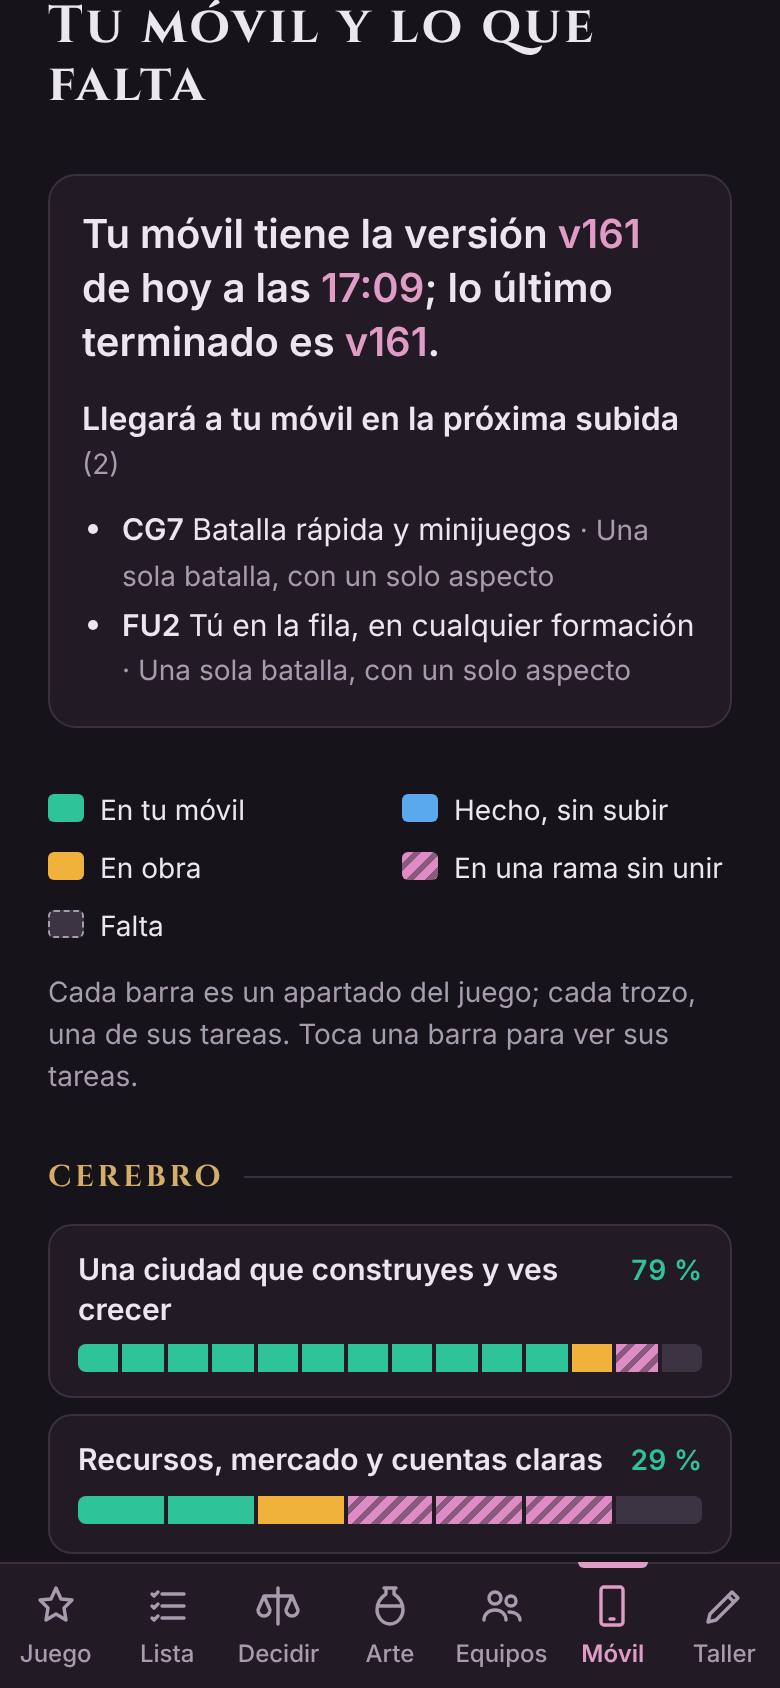 Tu móvil y lo que
falta
Tu móvil tiene la versión v161
de hoy a las 17:09; lo último
terminado es v161.
Llegará a tu móvil en la próxima subida
(2)
• CG7 Batalla rápida y minijuegos · Una
sola batalla, con un solo aspecto
• FU2 Tú en la fila, en cualquier formación
· Una sola batalla, con un solo aspecto
En tu móvil
Hecho, sin subir
En obra
En una rama sin unir
Falta
Cada barra es un apartado del juego; cada trozo,
una de sus tareas. Toca una barra para ver sus
tareas.
CEREBRO
Una ciudad que construyes y ves 79 %
crecer
Recursos, mercado y cuentas claras 29 %
Juego Lista Decidir Arte Equipos Móvil Taller